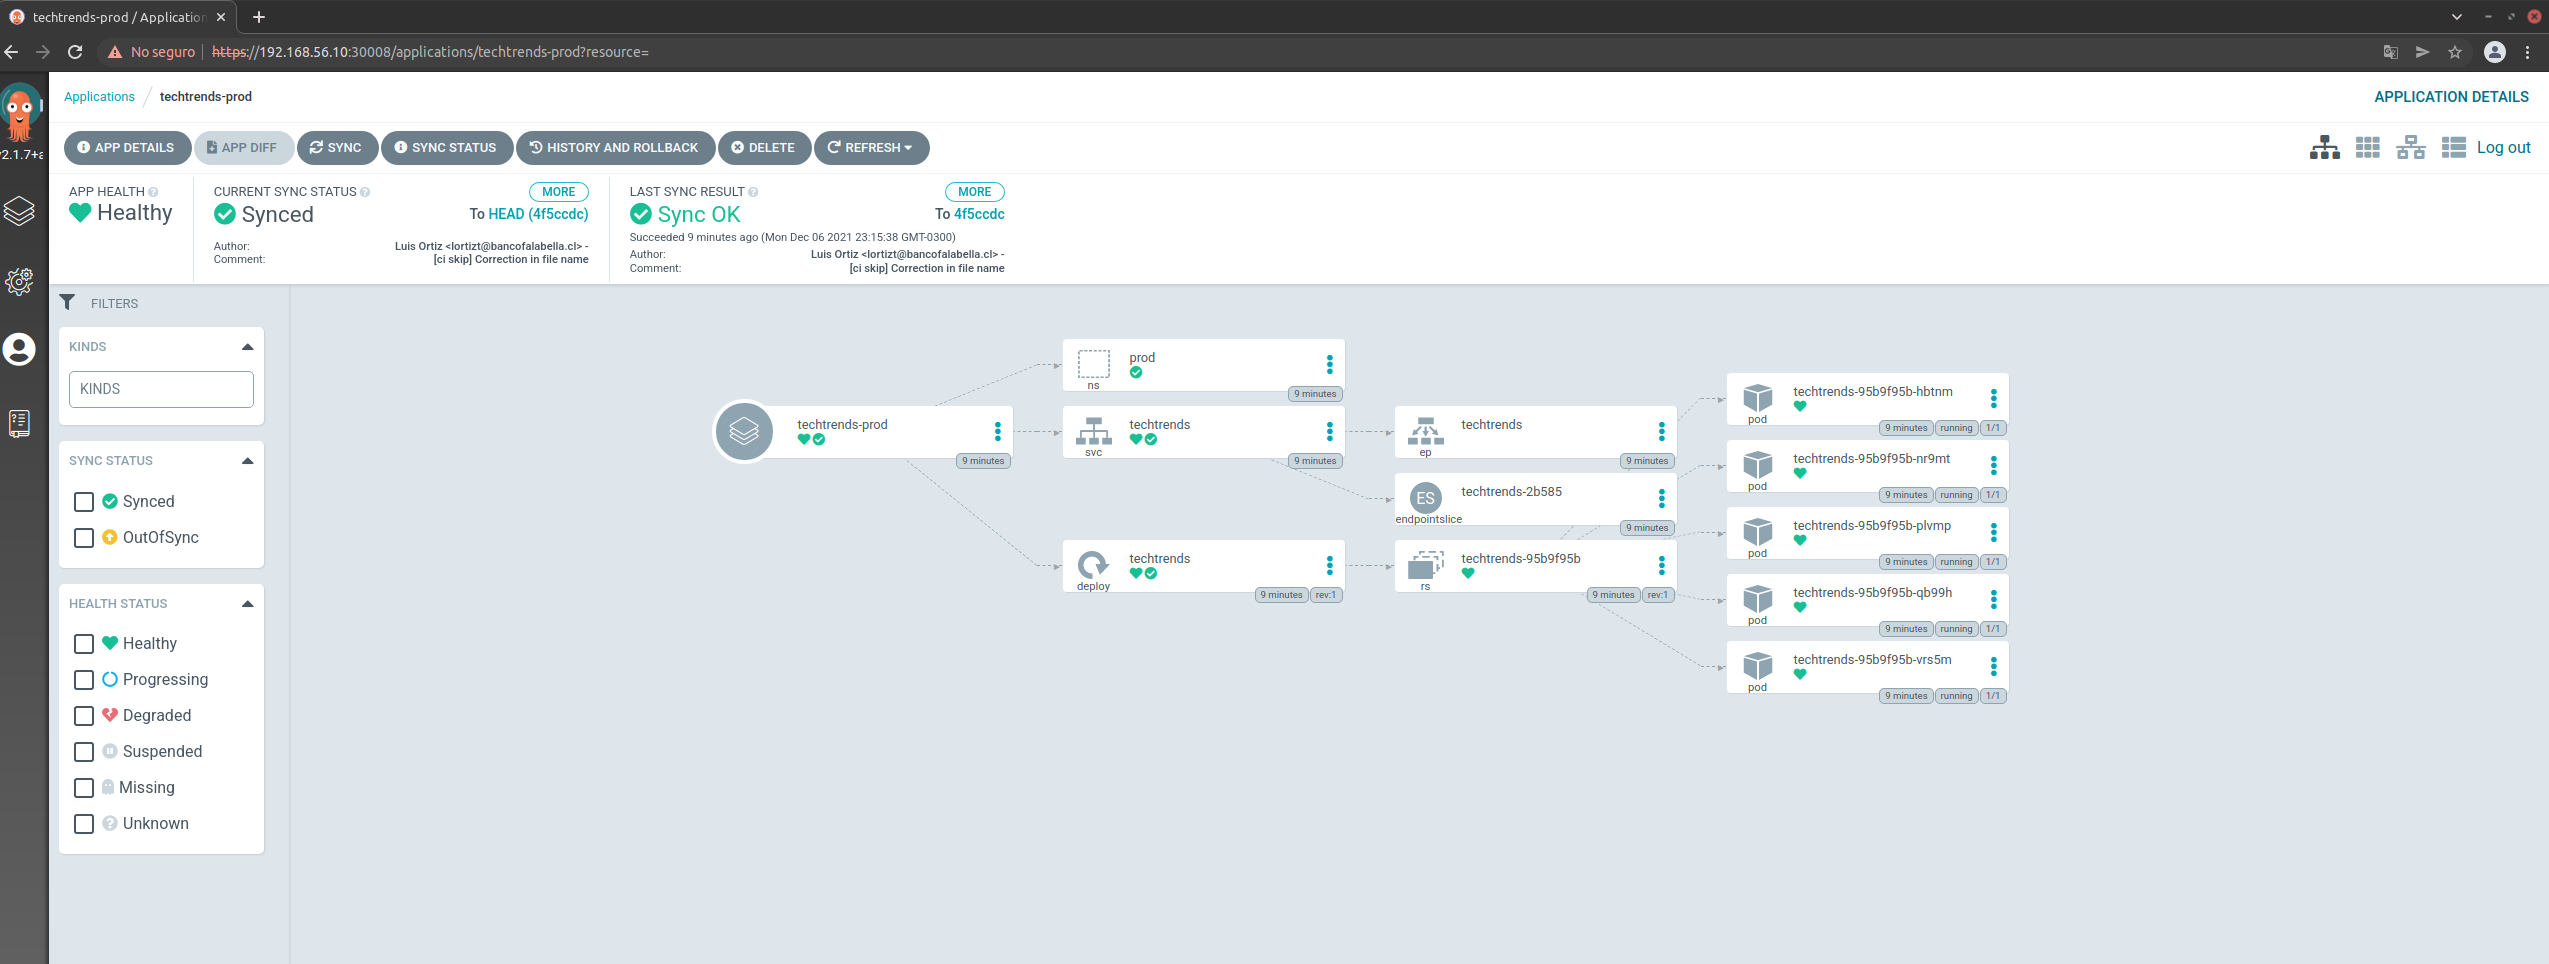 techtrends-prod / Application
No seguro
https://192.168.56.10:30008/applications/techtrends-prod?resource=
Applications / techtrends-prod
APPLICATION DETAILS
v2.1.7+a
APP DETAILS
APP DIFF
SYNC
SYNC STATUS
HISTORY AND ROLLBACK
DELETE
REFRESH
Log out
APP HEALTH
Healthy
CURRENT SYNC STATUS
MORE
Synced
To HEAD (4f5ccdc)
Author: Luis Ortiz <lortizt@bancofalabella.cl> -
Comment: [ci skip] Correction in file name
LAST SYNC RESULT
MORE
Sync OK
To 4f5ccdc
Succeeded 9 minutes ago (Mon Dec 06 2021 23:15:38 GMT-0300)
Author: Luis Ortiz <lortizt@bancofalabella.cl> -
Comment: [ci skip] Correction in file name
FILTERS
KINDS
KINDS
SYNC STATUS
Synced
OutOfSync
HEALTH STATUS
Healthy
Progressing
Degraded
Suspended
Missing
Unknown
techtrends-prod
9 minutes
prod
ns
9 minutes
techtrends
svc
9 minutes
techtrends
deploy
9 minutes rev:1
techtrends
ep
9 minutes
ES
techtrends-2b585
endpointslice
9 minutes
techtrends-95b9f95b
rs
9 minutes rev:1
techtrends-95b9f95b-hbtnm
pod
9 minutes running 1/1
techtrends-95b9f95b-nr9mt
pod
9 minutes running 1/1
techtrends-95b9f95b-plvmp
pod
9 minutes running 1/1
techtrends-95b9f95b-qb99h
pod
9 minutes running 1/1
techtrends-95b9f95b-vrs5m
pod
9 minutes running 1/1